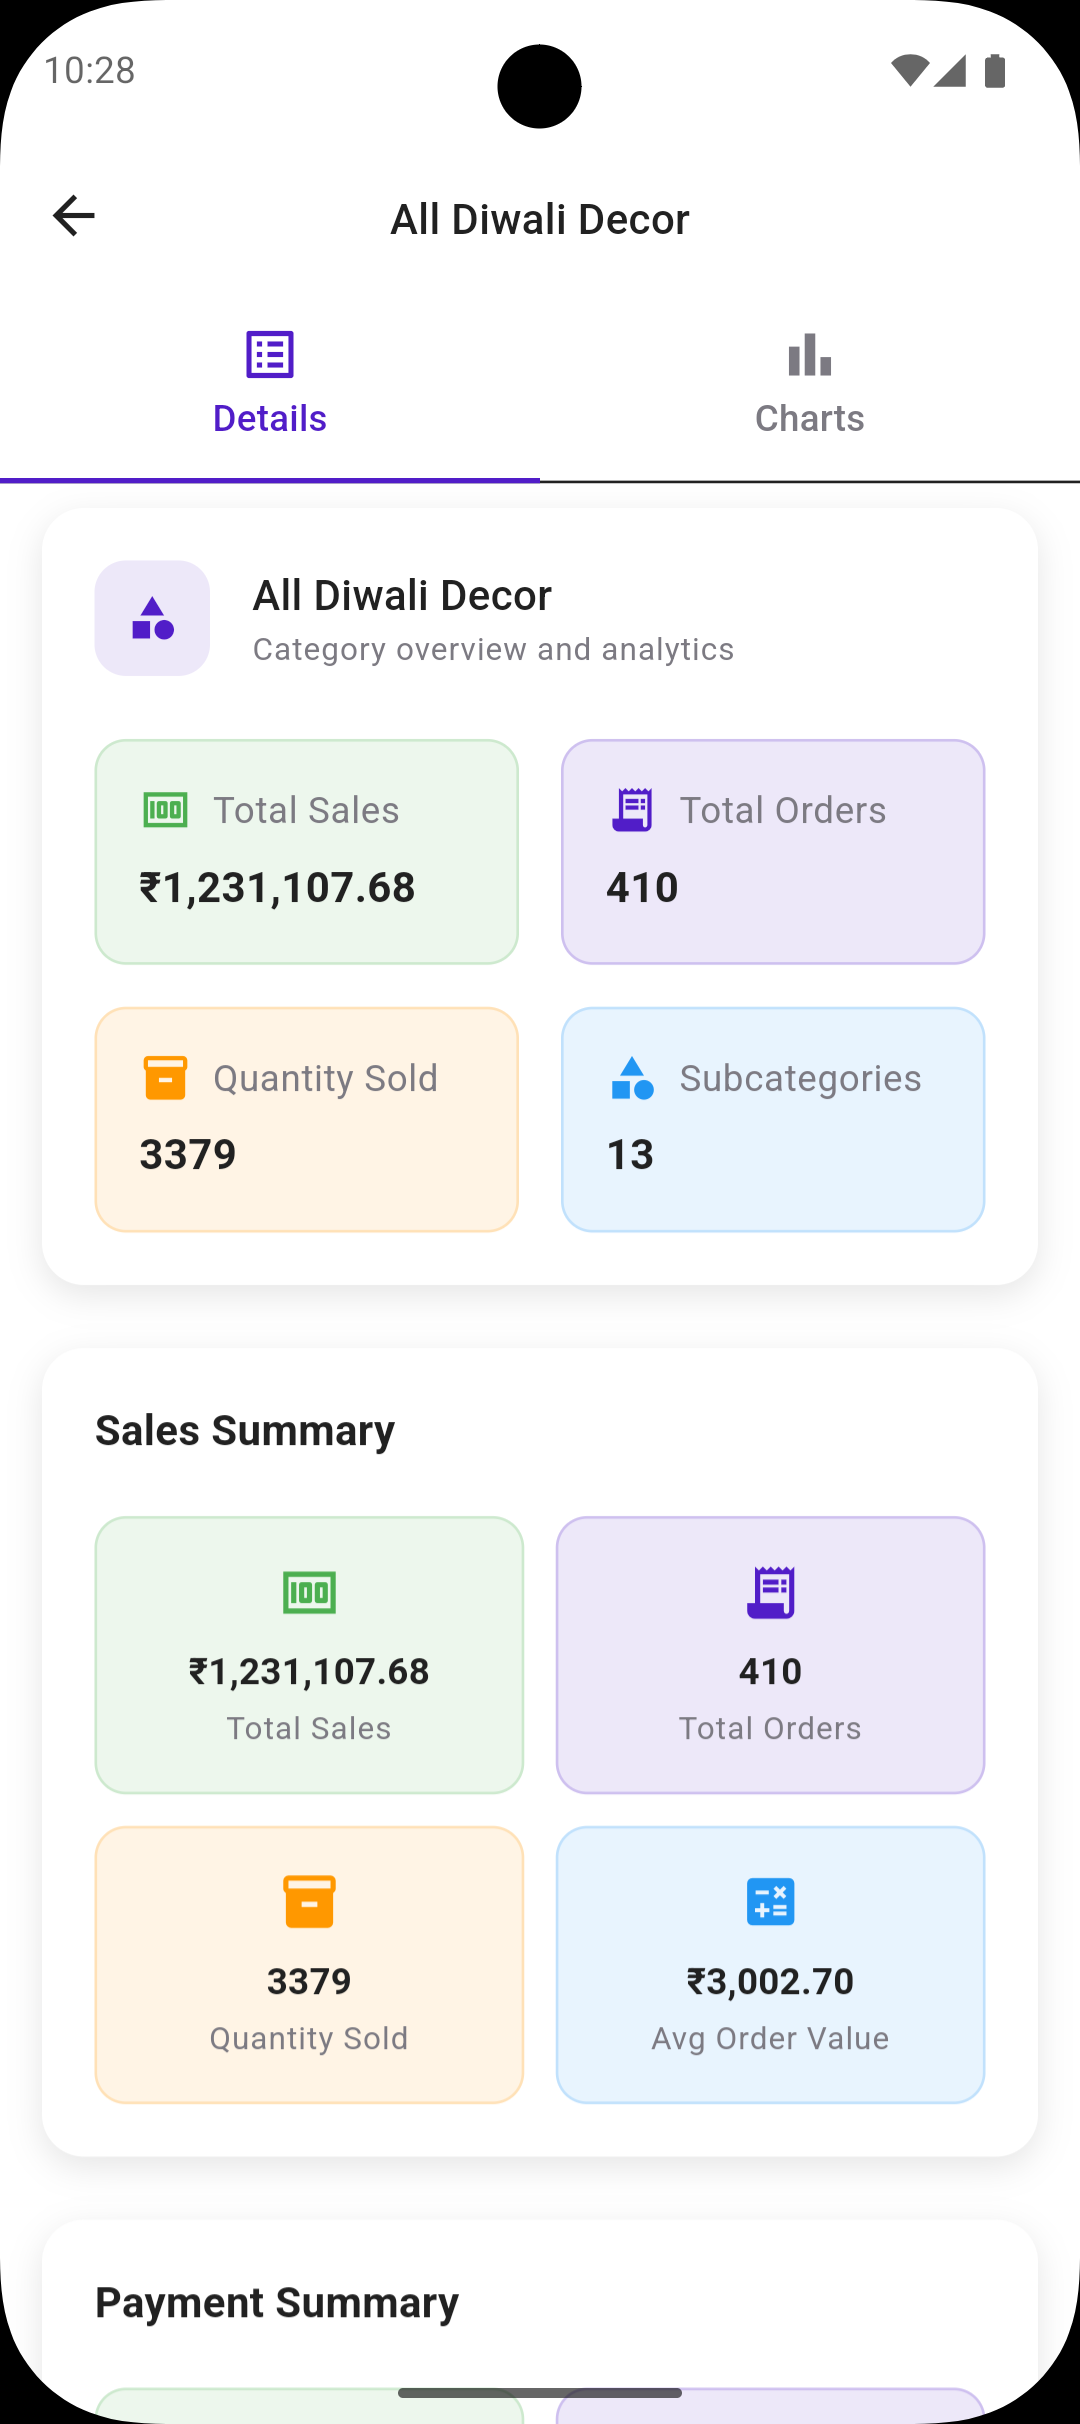 10:28
All Diwali Decor
Details
Charts
All Diwali Decor
Category overview and analytics
Total Sales
₹1,231,107.68
Total Orders
410
Quantity Sold
3379
Subcategories
13
Sales Summary
₹1,231,107.68
Total Sales
410
Total Orders
3379
Quantity Sold
₹3,002.70
Avg Order Value
Payment Summary